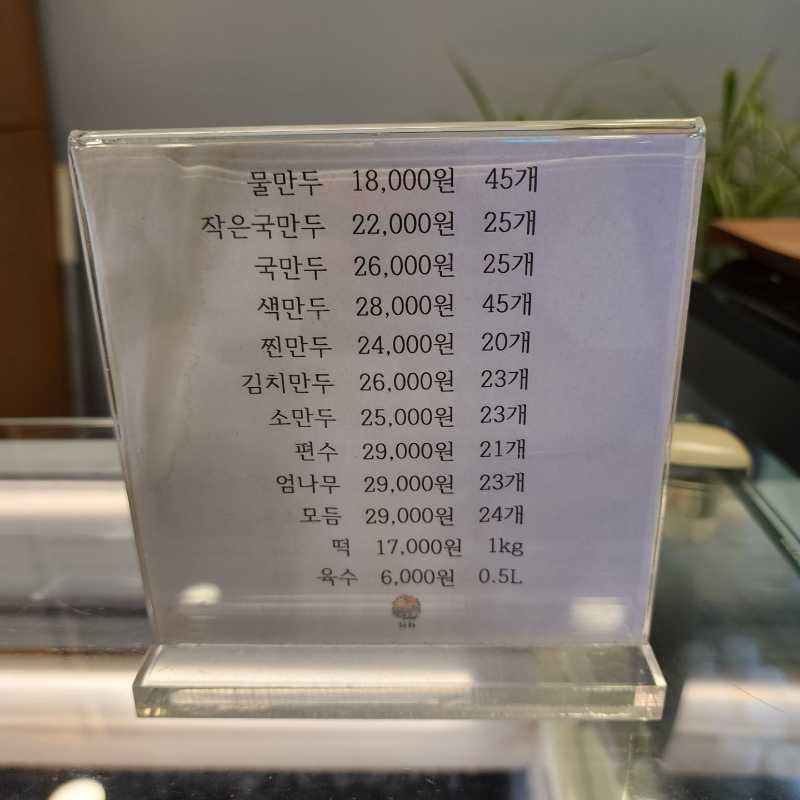 물만두 18,000원 45개
작은국만두 22,000원 25개
국만두 26,000원 25개
색만두 28,000원 45개
찐만두 24,000원 20개
김치만두 26,000원 23개
소만두 25,000원 23개
편수 29,000원 21개
엄나무 29,000원 23개
모듬 29,000원 24개
떡 17,000원 1kg
육수 6,000원 0.5L